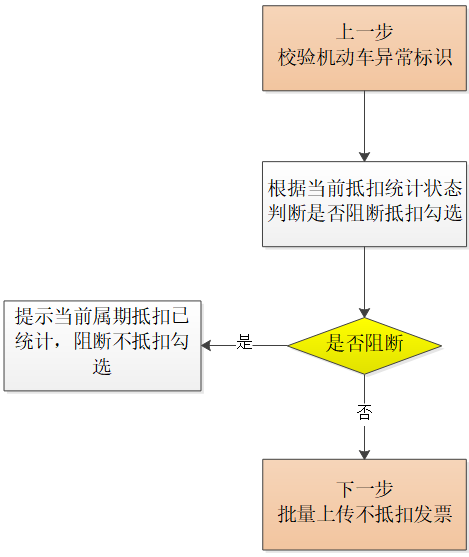 上一步
校验机动车异常标识
根据当前抵扣统计状态
判断是否阻断抵扣勾选
是否阻断
是
提示当前属期抵扣已
统计，阻断不抵扣勾
选
否
下一步
批量上传不抵扣发票